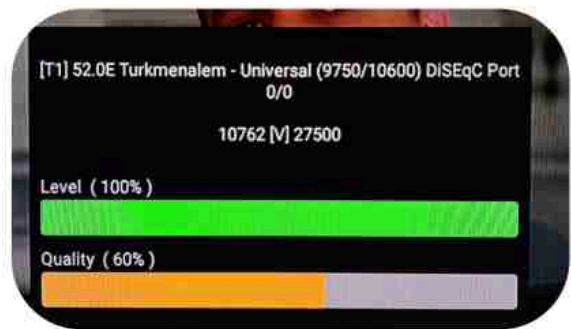 [T1] 52.0E Turkmenalem - Universal (9750/10600) DiSEqC Port
0/0
10762 [V] 27500
Level ( 100% )
Quality ( 60% )